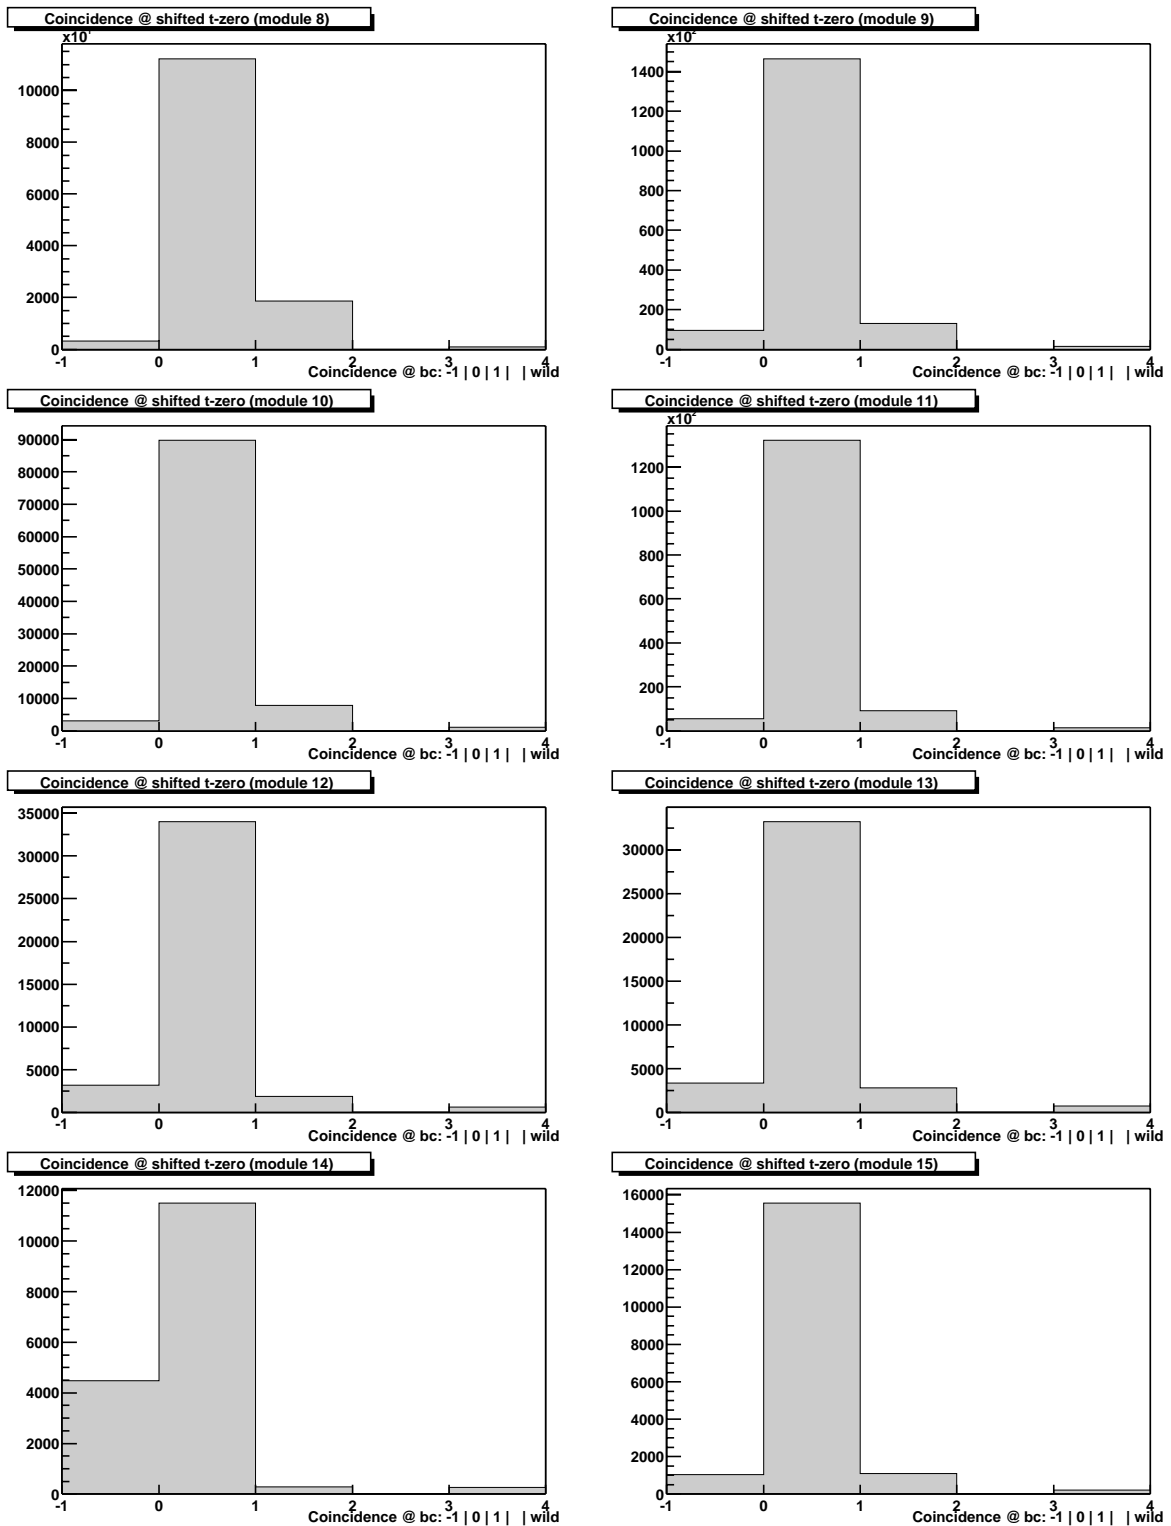 Coincidence @ shifted t-zero (module 8)
10000
8000
6000
4000
2000
0
-1 0 1 2 3 4
Coincidence @ bc: -1 | 0 | 1 | | wild
Coincidence @ shifted t-zero (module 9)
x10²
1400
1200
1000
800
600
400
200
0
-1 0 1 2 3 4
Coincidence @ bc: -1 | 0 | 1 | | wild
Coincidence @ shifted t-zero (module 10)
90000
80000
70000
60000
50000
40000
30000
20000
10000
0
-1 0 1 2 3 4
Coincidence @ bc: -1 | 0 | 1 | | wild
Coincidence @ shifted t-zero (module 11)
x10²
1200
1000
800
600
400
200
0
-1 0 1 2 3 4
Coincidence @ bc: -1 | 0 | 1 | | wild
Coincidence @ shifted t-zero (module 12)
35000
30000
25000
20000
15000
10000
5000
0
-1 0 1 2 3 4
Coincidence @ bc: -1 | 0 | 1 | | wild
Coincidence @ shifted t-zero (module 13)
30000
25000
20000
15000
10000
5000
0
-1 0 1 2 3 4
Coincidence @ bc: -1 | 0 | 1 | | wild
Coincidence @ shifted t-zero (module 14)
12000
10000
8000
6000
4000
2000
0
-1 0 1 2 3 4
Coincidence @ bc: -1 | 0 | 1 | | wild
Coincidence @ shifted t-zero (module 15)
16000
14000
12000
10000
8000
6000
4000
2000
0
-1 0 1 2 3 4
Coincidence @ bc: -1 | 0 | 1 | | wild